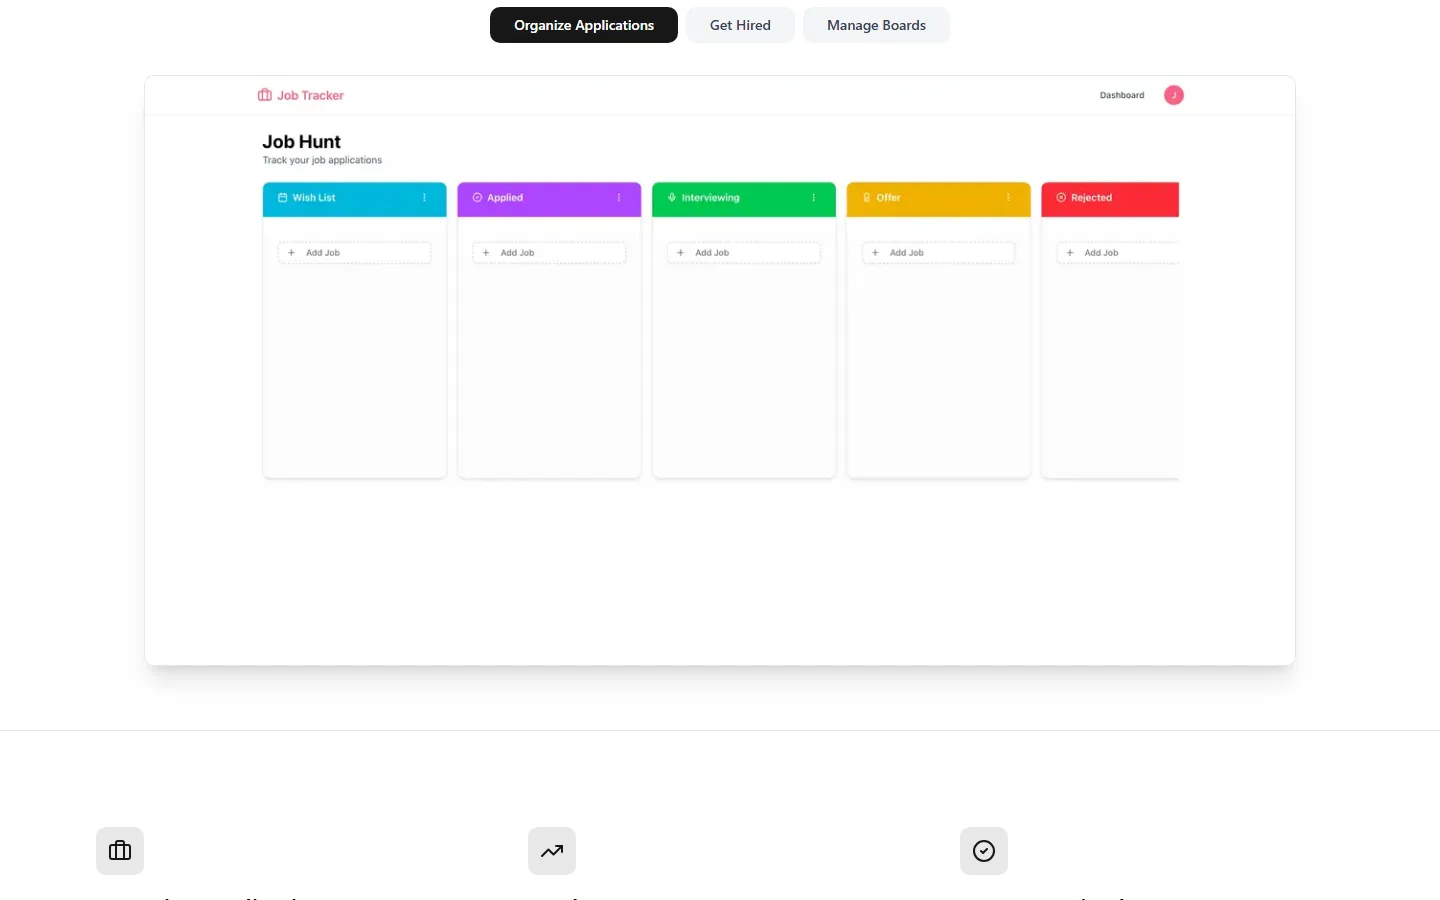 Organize Applications
Get Hired
Manage Boards
Job Tracker
Dashboard
J
Job Hunt
Track your job applications
Wish List
Applied
Interviewing
Offer
Rejected
+ Add Job
+ Add Job
+ Add Job
+ Add Job
+ Add Job